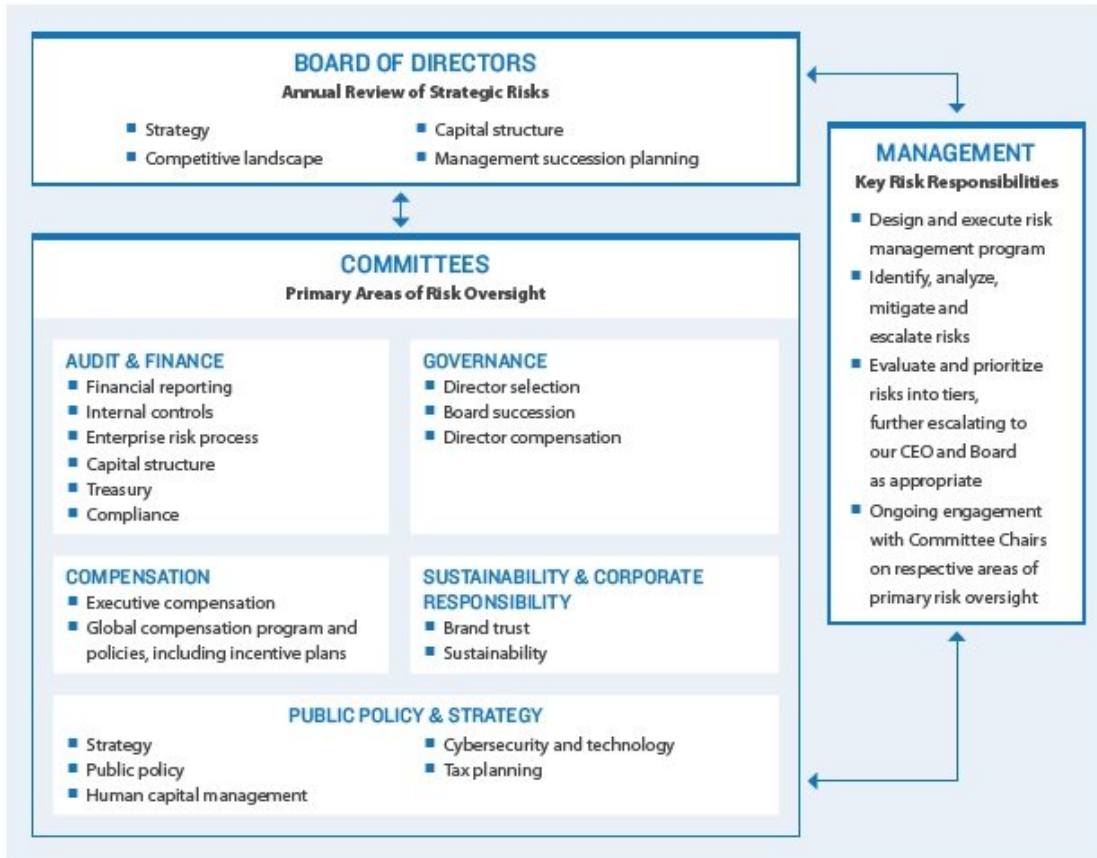 BOARD OF DIRECTORS
Annual Review of Strategic Risks
■ Strategy
■ Competitive landscape
■ Capital structure
■ Management succession planning
MANAGEMENT
Key Risk Responsibilities
■ Design and execute risk
management program
■ Identify, analyze,
mitigate and
escalate risks
■ Evaluate and prioritize
risks into tiers,
further escalating to
our CEO and Board
as appropriate
■ Ongoing engagement
with Committee Chairs
on respective areas of
primary risk oversight
COMMITTEES
Primary Areas of Risk Oversight
AUDIT & FINANCE
■ Financial reporting
■ Internal controls
■ Enterprise risk process
■ Capital structure
■ Treasury
■ Compliance
GOVERNANCE
■ Director selection
■ Board succession
■ Director compensation
COMPENSATION
■ Executive compensation
■ Global compensation program and
policies, including incentive plans
SUSTAINABILITY & CORPORATE
RESPONSIBILITY
■ Brand trust
■ Sustainability
PUBLIC POLICY & STRATEGY
■ Strategy
■ Public policy
■ Human capital management
■ Cybersecurity and technology
■ Tax planning